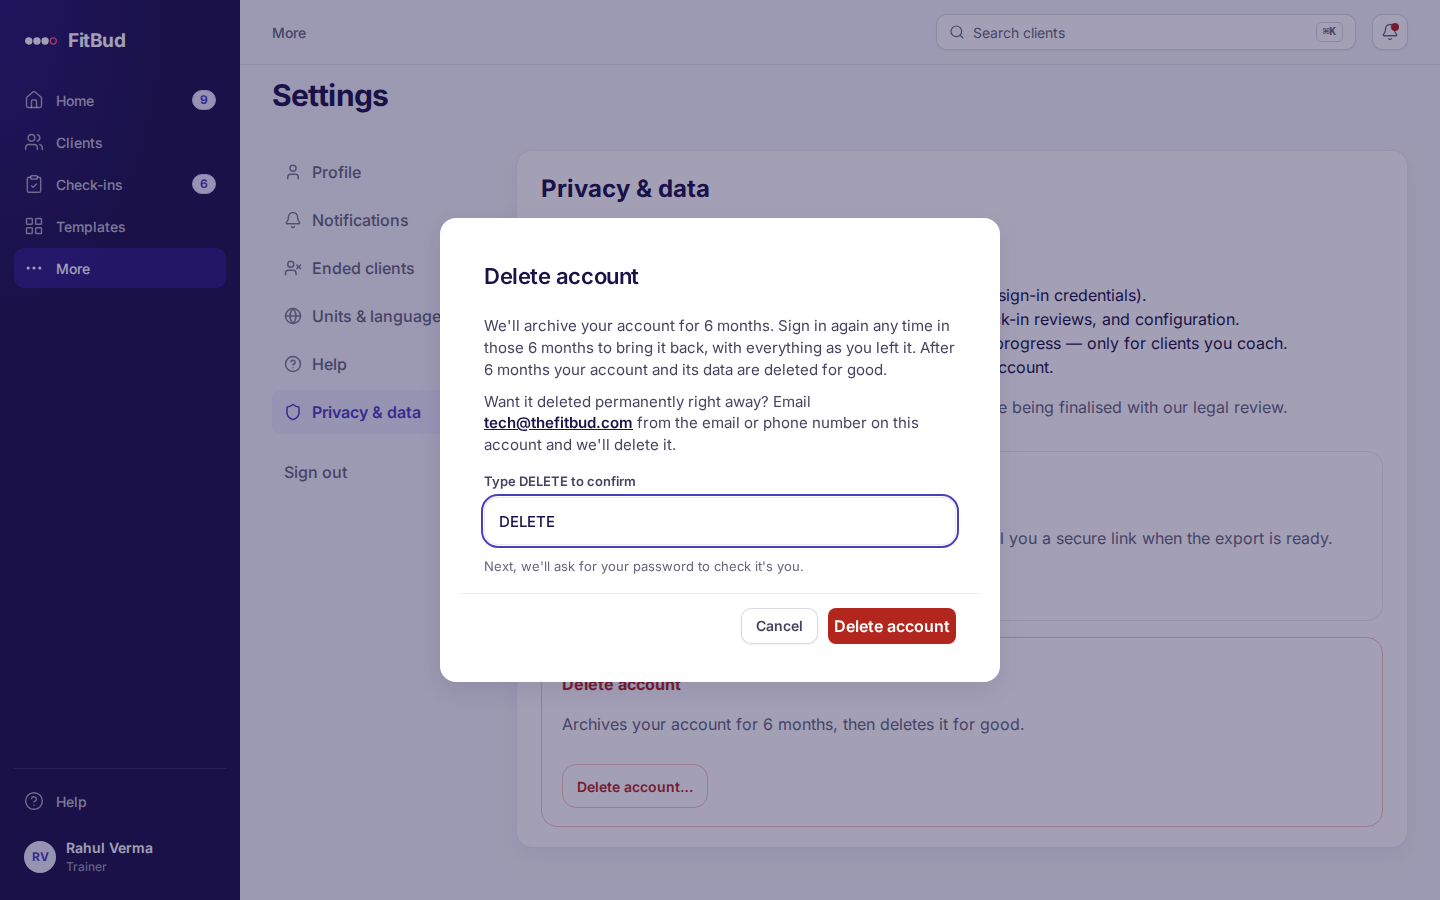 FitBud
Home 9
Clients
Check-ins 6
Templates
More
Help
RV
Rahul Verma
Trainer
More
Search clients
⌘K
Settings
Profile
Notifications
Ended clients
Units & language
Help
Privacy & data
Sign out
Privacy & data
sign-in credentials).
k-in reviews, and configuration.
progress — only for clients you coach.
ccount.
e being finalised with our legal review.
l you a secure link when the export is ready.
Delete account
We'll archive your account for 6 months. Sign in again any time in
those 6 months to bring it back, with everything as you left it. After
6 months your account and its data are deleted for good.
Want it deleted permanently right away? Email
tech@thefitbud.com from the email or phone number on this
account and we'll delete it.
Type DELETE to confirm
DELETE
Next, we'll ask for your password to check it's you.
Cancel
Delete account
Delete account
Archives your account for 6 months, then deletes it for good.
Delete account...